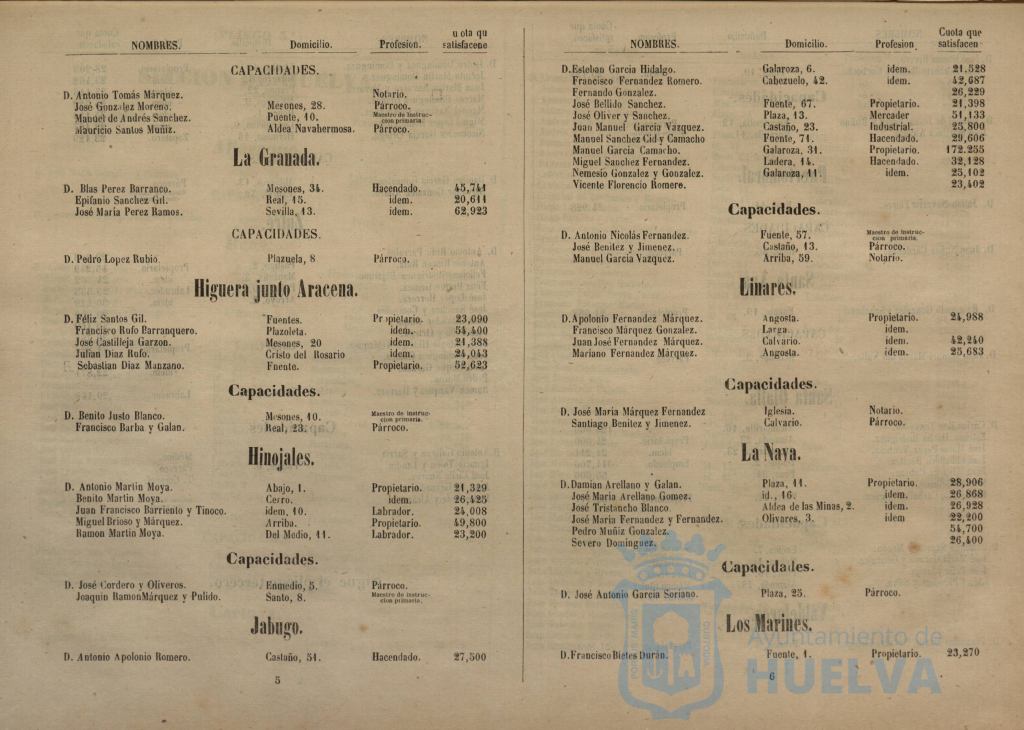 NOMBRES. Domicilio. Profesion. uota qu satisfacene
CAPACIDADES.
D. Antonio Tomás Márquez. Notario.
José Gonzalez Moreno. Mesones, 28. Párroco.
Manuel de Andrés Sanchez. Puente, 10. Maestro de instruccion primaria.
Mauricio Santos Muñiz. Aldea Navahermosa. Párroco.
La Granada.
D. Blas Perez Barranco. Mesones, 34. Hacendado. 45,741
Epifanio Sanchez Gil. Real, 15. idem. 20,611
José María Perez Ramos. Sevilla, 13. idem. 62,923
CAPACIDADES.
D. Pedro Lopez Rubio. Plazuela, 8 Párroco.
Higuera junto Aracena.
D. Féliz Santos Gil. Fuentes. Propietario. 23,090
Francisco Rufo Barranquero. Plazoleta. idem. 54,400
José Castilleja Garzon. Mesones, 20 idem. 21,388
Julian Diaz Rufo. Cristo del Rosario idem. 24,043
Sebastian Diaz Manzano. Fuente. Propietario. 52,623
Capacidades.
D. Benito Justo Blanco. Mesones, 10. Maestro de instruccion primaria.
Francisco Barba y Galan. Real, 23. Párroco.
Hinojales.
D. Antonio Martin Moya. Abajo, 1. Propietario. 21,329
Benito Martin Moya. Cerro. idem. 26,425
Juan Francisco Barriento y Tinoco. idem, 10. Labrador. 24,008
Miguel Brioso y Márquez. Arriba. Propietario. 49,800
Ramon Martin Moya. Del Medio, 11. Labrador. 23,200
Capacidades.
D. José Cordero y Oliveros. Enmedio, 5. Párroco.
Joaquin Ramon Márquez y Pulido. Santo, 8. Maestro de instruccion primaria.
Jabugo.
D. Antonio Apolonio Romero. Castaño, 51. Hacendado. 27,500
5
NOMBRES. Domicilio. Profesion Cuota que satisfacen
D. Esteban Garcia Hidalgo. Galaroza, 6. idem. 21.528
Francisco Fernandez Romero. Cabezuelo, 42. idem. 42,687
Fernando Gonzalez. 26,229
José Bellido Sanchez. Fuente, 67. Propietario. 21,398
José Oliver y Sanchez. Plaza, 13. Mercader 51,133
Juan Manuel Garcia Vazquez. Castaño, 23. Industrial. 25,800
Manuel Sanchez Cid y Camacho Fuente, 71. Hacendado. 29,606
Manuel García Camacho. Galaroza, 31. Propietario. 172.255
Miguel Sanchez Fernandez. Ladera, 14. Hacendado. 32,128
Nemesio Gonzalez y Gonzalez. Galaroza, 11. idem. 25,102
Vicente Florencio Romero. 23,402
Capacidades.
D. Antonio Nicolás Fernandez. Fuente, 57. Maestro de instruccion primaria.
José Benitez y Jimenez. Castaño, 13. Párroco.
Manuel García Vazquez. Arriba, 59. Notario.
Linares.
D. Apolonio Fernandez Márquez. Angosta. Propietario. 24,988
Francisco Márquez Gonzalez. Larga. idem.
Juan José Fernandez Márquez. Calvario. idem. 42,240
Mariano Fernandez Márquez. Angosta. idem. 25,683
Capacidades.
D. José Maria Márquez Fernandez Iglesia. Notario.
Santiago Benitez y Jimenez. Calvario. Párroco.
La Nava.
D. Damian Arellano y Galan. Plaza, 11. Propietario. 28,906
José Maria Arellano Gomez. id., 16. idem. 26,868
José Tristancho Blanco. Aldea de las Minas, 2. idem. 26,928
José Maria Fernandez y Fernandez. Olivares, 3. idem 22,200
Pedro Muñiz Gonzalez. 54,700
Severo Dominguez. 26,400
Capacidades.
D. José Antonio Garcia Soriano. Plaza, 25. Párroco.
Los Marines.
D. Francisco Bietes Durán. Fuente, 1. Propietario. 23,270
6
Ayuntamiento de
HUELVA